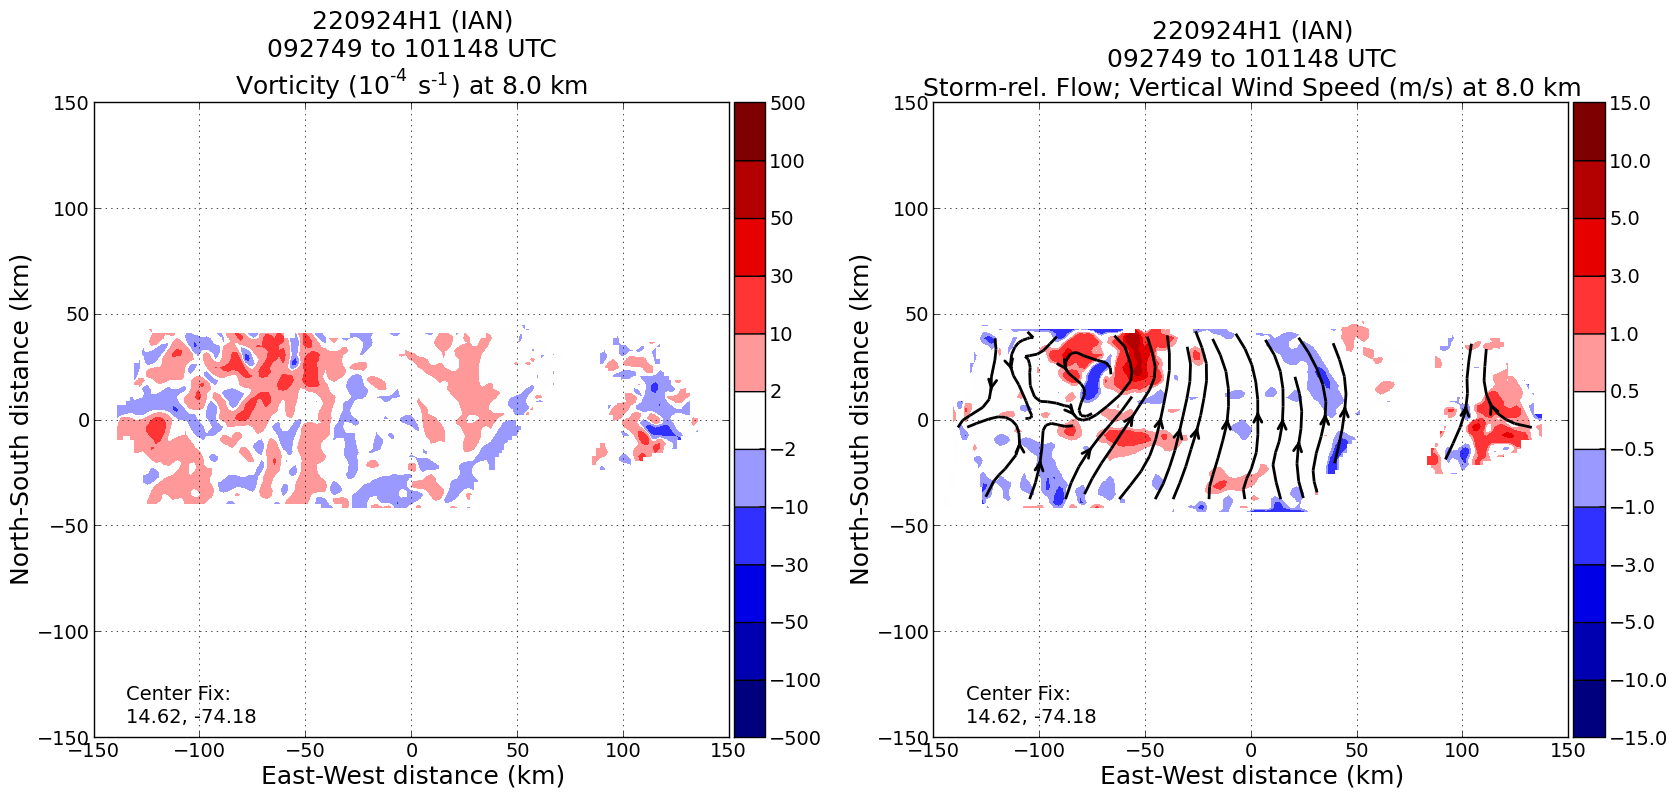 220924H1 (IAN)
092749 to 101148 UTC
Vorticity (10⁻⁴ s⁻¹) at 8.0 km
150
100
50
0
−50
−100
−150
North-South distance (km)
−150 −100 −50 0 50 100 150
East-West distance (km)
Center Fix:
14.62, -74.18
500
100
50
30
10
2
−2
−10
−30
−50
−100
−500
220924H1 (IAN)
092749 to 101148 UTC
Storm-rel. Flow; Vertical Wind Speed (m/s) at 8.0 km
150
100
50
0
−50
−100
−150
North-South distance (km)
−150 −100 −50 0 50 100 150
East-West distance (km)
Center Fix:
14.62, -74.18
15.0
10.0
5.0
3.0
1.0
0.5
−0.5
−1.0
−3.0
−5.0
−10.0
−15.0